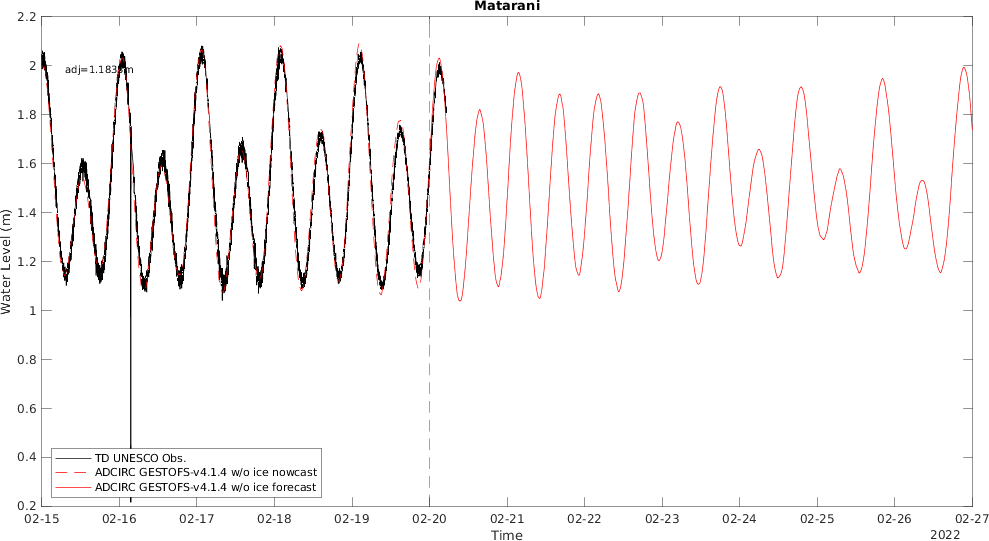 Matarani
2.2
2
1.8
1.6
1.4
1.2
1
0.8
0.6
0.4
0.2
Water Level (m)
adj=1.1835m
TD UNESCO Obs.
ADCIRC GESTOFS-v4.1.4 w/o ice nowcast
ADCIRC GESTOFS-v4.1.4 w/o ice forecast
02-15 02-16 02-17 02-18 02-19 02-20 02-21 02-22 02-23 02-24 02-25 02-26 02-27
Time
2022